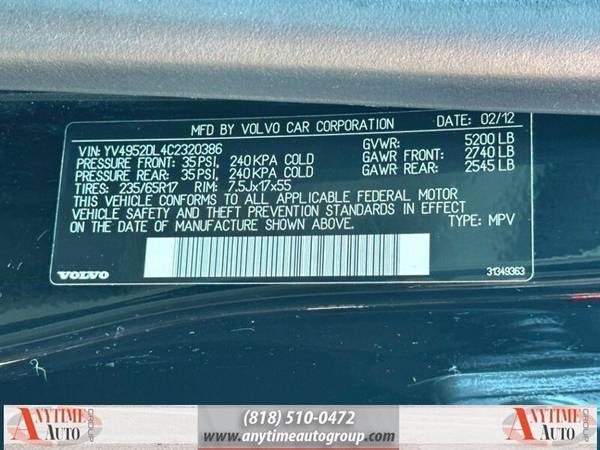 MFD BY VOLVO CAR CORPORATION DATE: 02/12
VIN: YV4952DL4C2320386 GVWR: 5200 LB
PRESSURE FRONT: 35 PSI, 240 KPA COLD GAWR FRONT: 2740 LB
PRESSURE REAR: 35 PSI, 240 KPA COLD GAWR REAR: 2545 LB
TIRES: 235/65R17 RIM: 7,5Jx17x55
THIS VEHICLE CONFORMS TO ALL APPLICABLE FEDERAL MOTOR
VEHICLE SAFETY AND THEFT PREVENTION STANDARDS IN EFFECT
ON THE DATE OF MANUFACTURE SHOWN ABOVE. TYPE: MPV
VOLVO 31349363
ANYTIME AUTO GROUP
(818) 510-0472
www.anytimeautogroup.com
ANYTIME AUTO GROUP